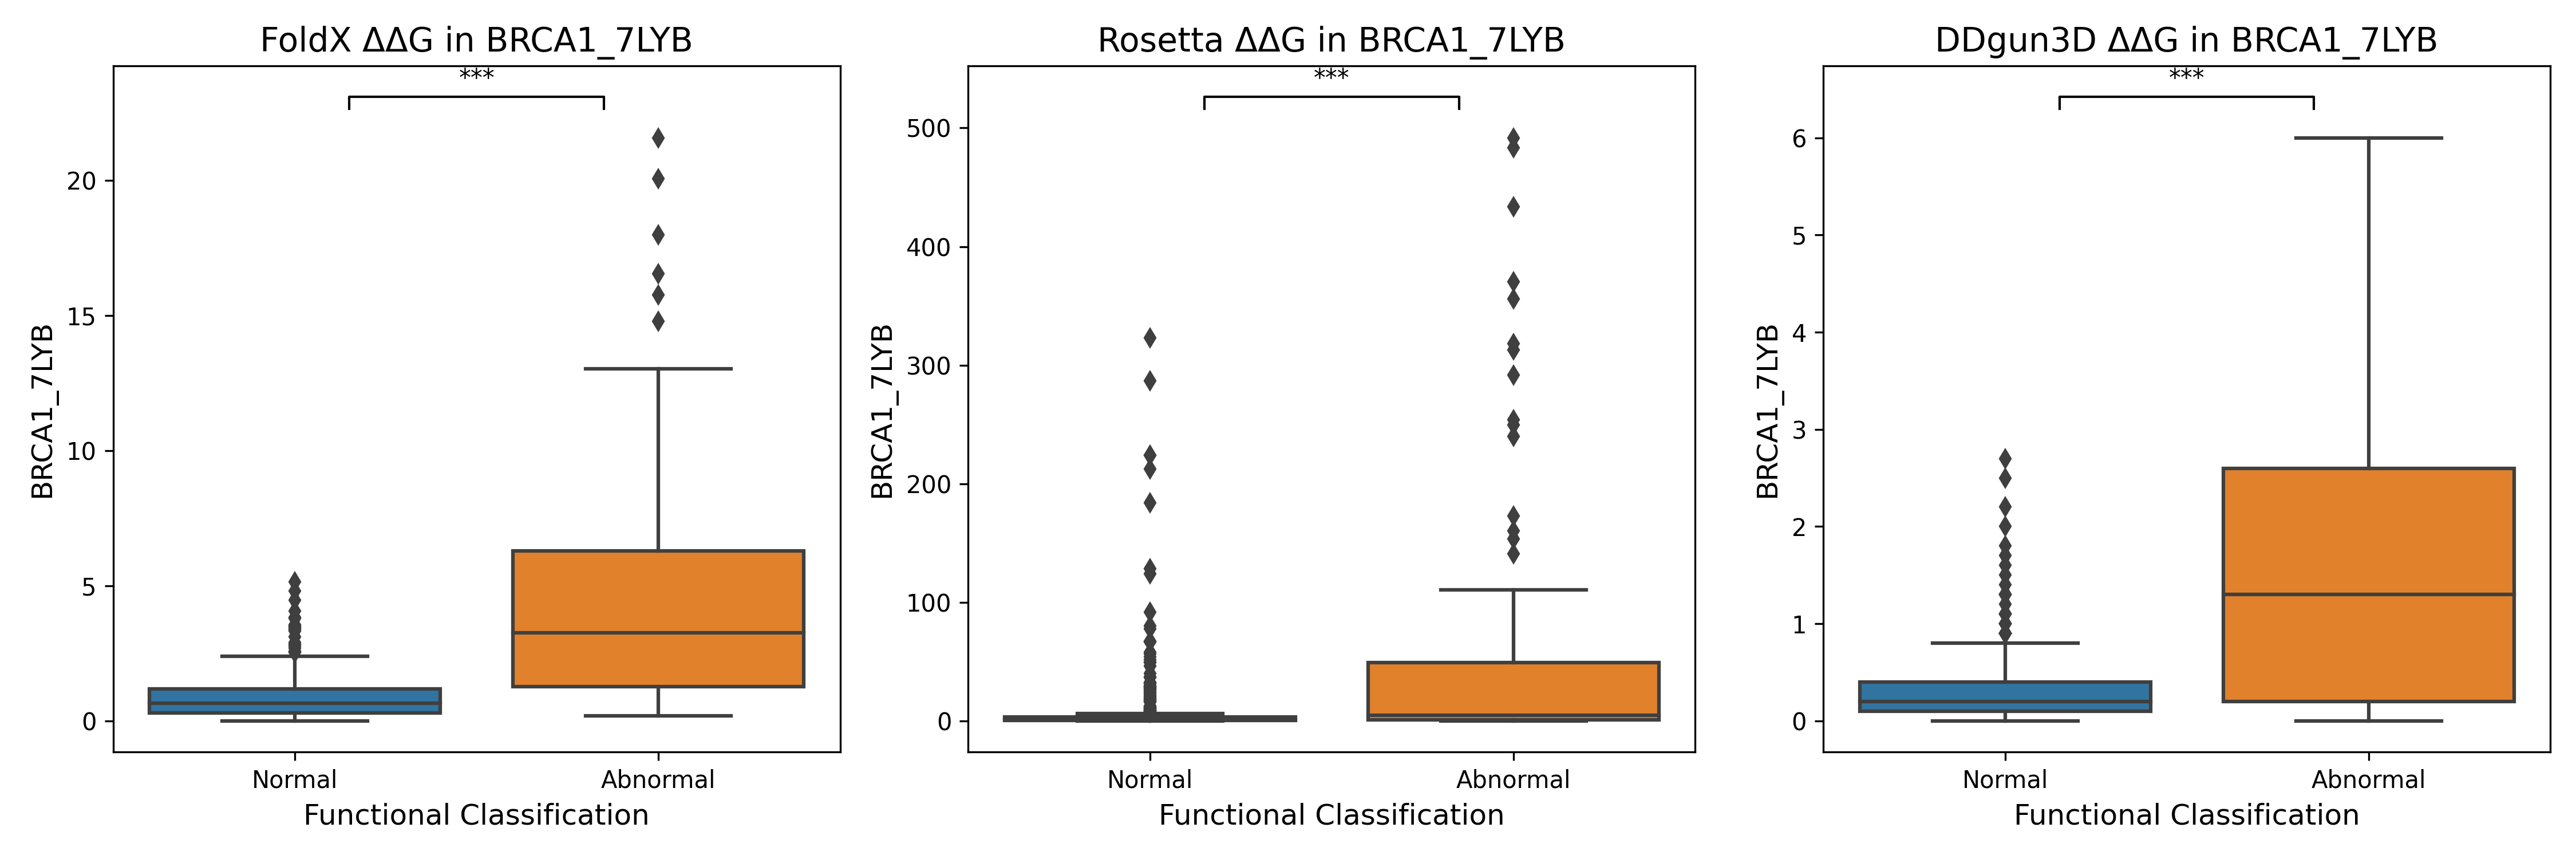 FoldX ΔΔG in BRCA1_7LYB
***
20
15
10
5
0
BRCA1_7LYB
Normal
Abnormal
Functional Classification
Rosetta ΔΔG in BRCA1_7LYB
***
500
400
300
200
100
0
BRCA1_7LYB
Normal
Abnormal
Functional Classification
DDgun3D ΔΔG in BRCA1_7LYB
***
6
5
4
3
2
1
0
BRCA1_7LYB
Normal
Abnormal
Functional Classification